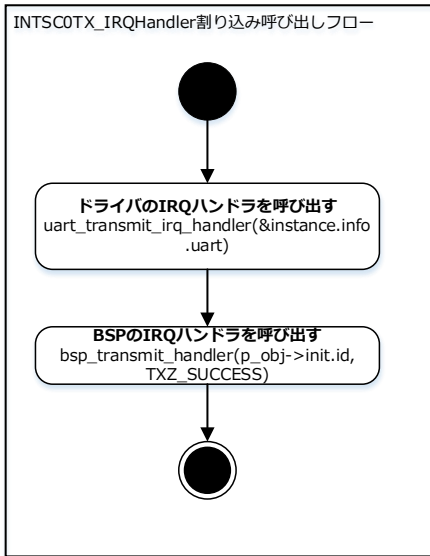 INTSC0TX_IRQHandler割り込み呼び出しフロー
ドライバのIRQハンドラを呼び出す
uart_transmit_irq_handler(&instance.info
.uart)
BSPのIRQハンドラを呼び出す
bsp_transmit_handler(p_obj->init.id,
TXZ_SUCCESS)